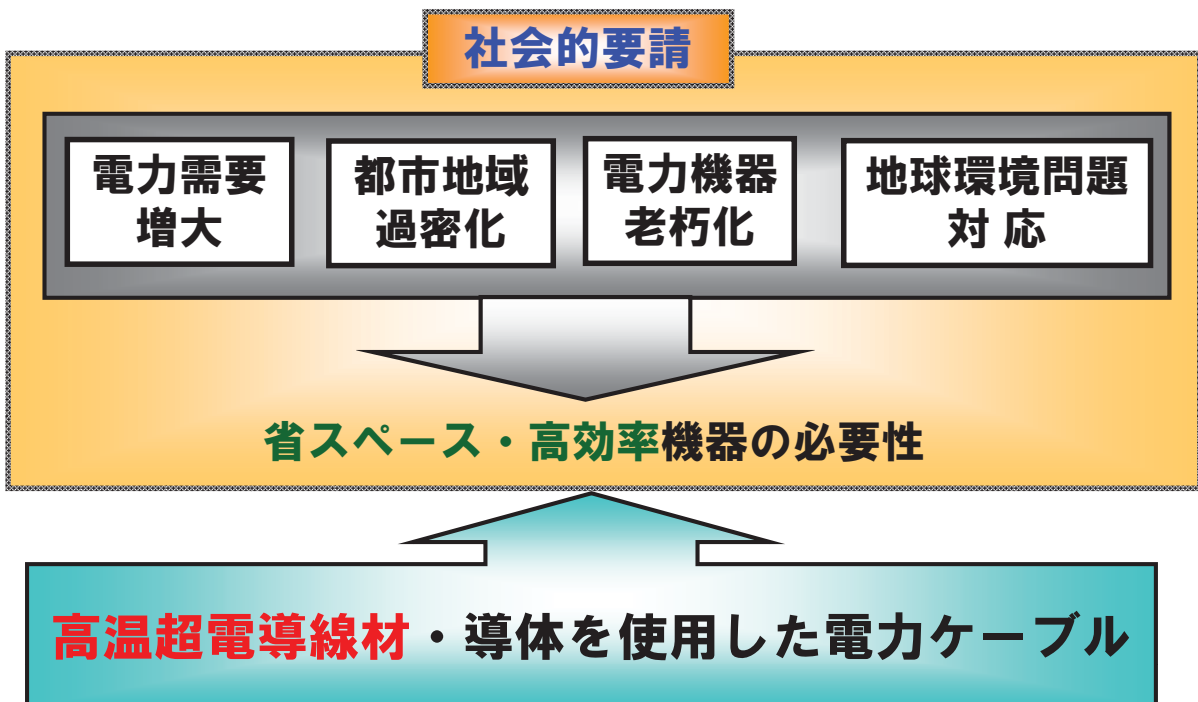 社会的要請
電力需要
増大
都市地域
過密化
電力機器
老朽化
地球環境問題
対 応
省スペース・高効率機器の必要性
高温超電導線材・導体を使用した電力ケーブル